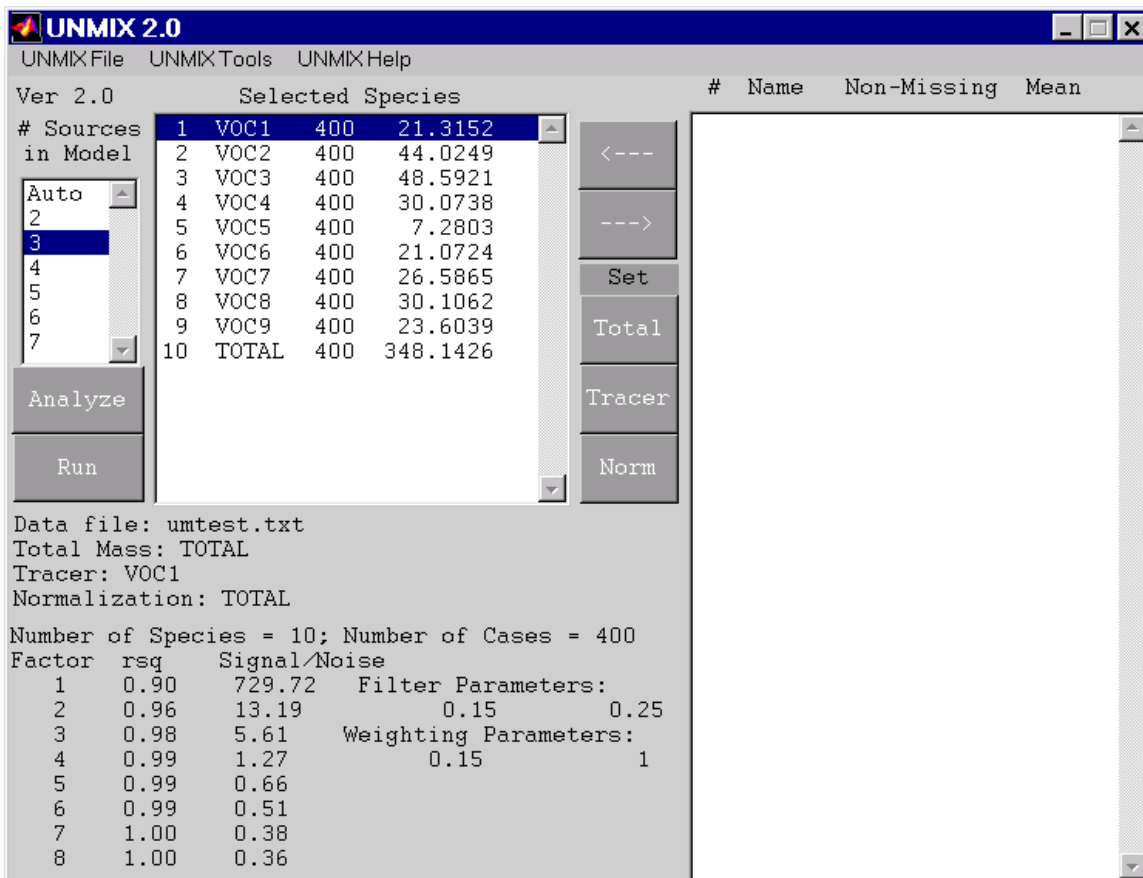 UNMIX 2.0
UNMIX File UNMIX Tools UNMIX Help
Ver 2.0 Selected Species # Name Non-Missing Mean
# Sources
in Model
Auto
2
3
4
5
6
7
Analyze
Run
1 VOC1 400 21.3152
2 VOC2 400 44.0249
3 VOC3 400 48.5921
4 VOC4 400 30.0738
5 VOC5 400 7.2803
6 VOC6 400 21.0724
7 VOC7 400 26.5865
8 VOC8 400 30.1062
9 VOC9 400 23.6039
10 TOTAL 400 348.1426
<---
--->
Set
Total
Tracer
Norm
Data file: umtest.txt
Total Mass: TOTAL
Tracer: VOC1
Normalization: TOTAL
Number of Species = 10; Number of Cases = 400
Factor rsq Signal/Noise
1 0.90 729.72 Filter Parameters:
2 0.96 13.19 0.15 0.25
3 0.98 5.61 Weighting Parameters:
4 0.99 1.27 0.15 1
5 0.99 0.66
6 0.99 0.51
7 1.00 0.38
8 1.00 0.36